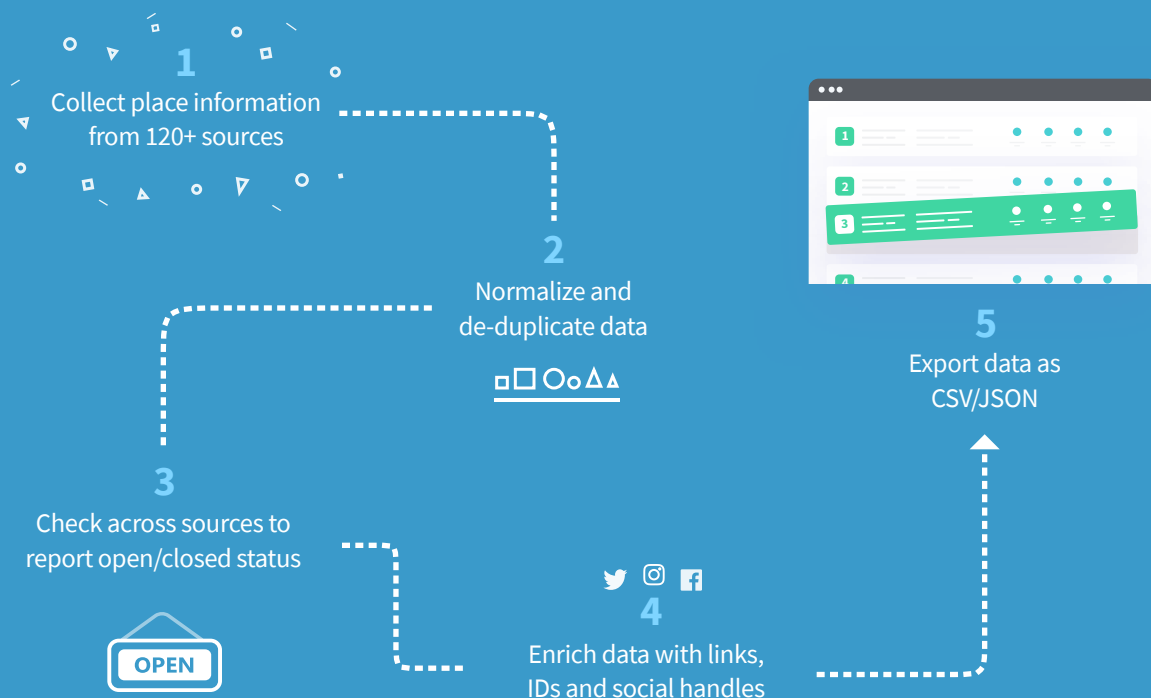 1
Collect place information
from 120+ sources
2
Normalize and
de-duplicate data
3
Check across sources to
report open/closed status
OPEN
4
Enrich data with links,
IDs and social handles
1
2
3
4
5
Export data as
CSV/JSON